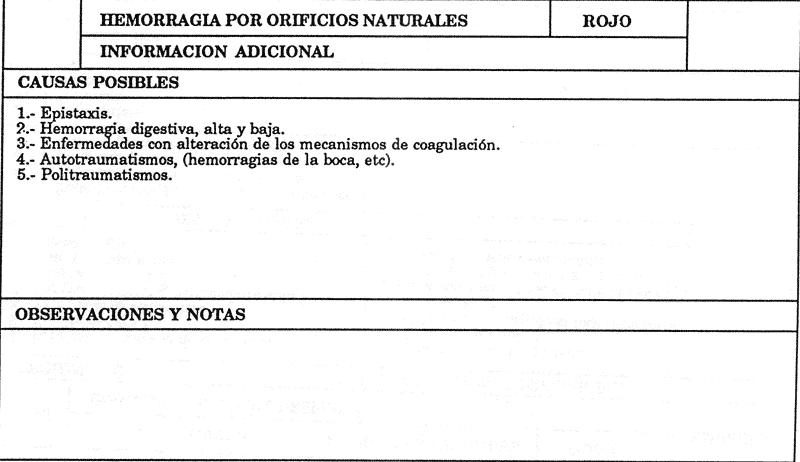 HEMORRAGIA POR ORIFICIOS NATURALES ROJO
INFORMACION ADICIONAL
CAUSAS POSIBLES
1.- Epistaxis.
2.- Hemorragia digestiva, alta y baja.
3.- Enfermedades con alteración de los mecanismos de coagulación.
4.- Autotraumatismos, (hemorragias de la boca, etc).
5.- Politraumatismos.
OBSERVACIONES Y NOTAS